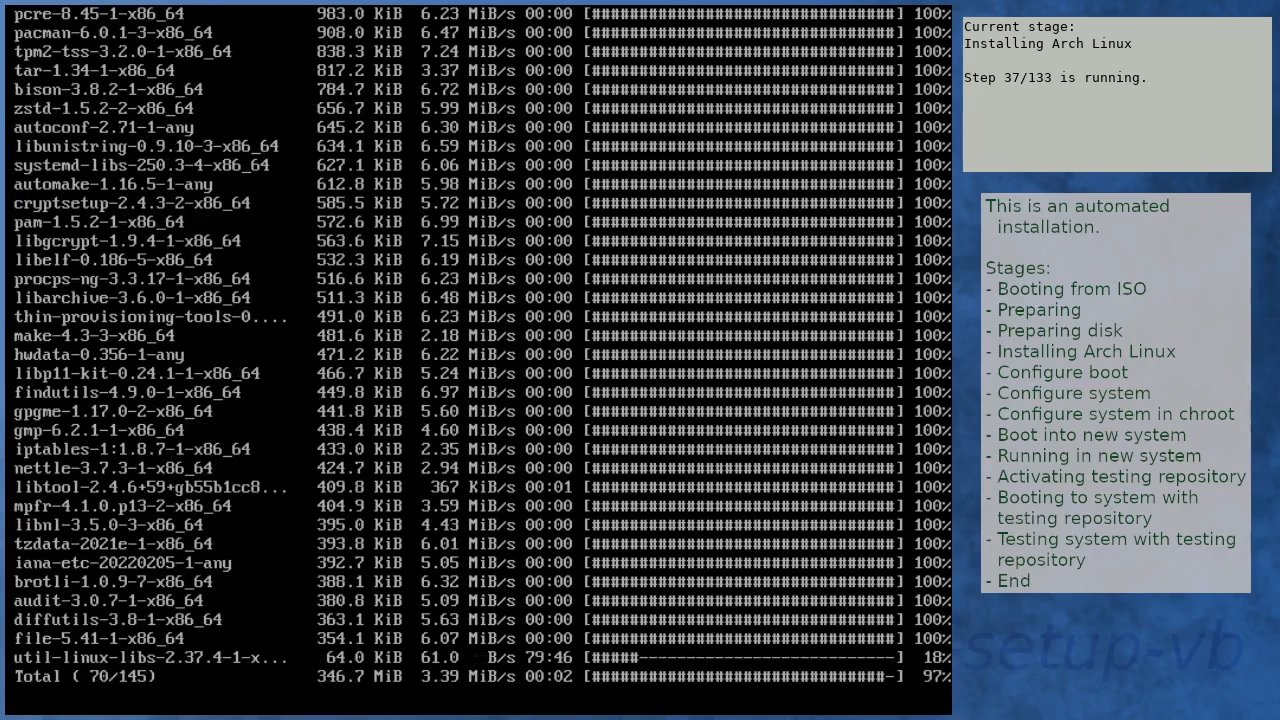 pcre-8.45-1-x86_64 983.0 KiB 6.23 MiB/s 00:00 [################################] 100%
pacman-6.0.1-3-x86_64 908.0 KiB 6.47 MiB/s 00:00 [################################] 100%
tpm2-tss-3.2.0-1-x86_64 838.3 KiB 7.24 MiB/s 00:00 [################################] 100%
tar-1.34-1-x86_64 817.2 KiB 3.37 MiB/s 00:00 [################################] 100%
bison-3.8.2-1-x86_64 784.7 KiB 6.72 MiB/s 00:00 [################################] 100%
zstd-1.5.2-2-x86_64 656.7 KiB 5.99 MiB/s 00:00 [################################] 100%
autoconf-2.71-1-any 645.2 KiB 6.30 MiB/s 00:00 [################################] 100%
libunistring-0.9.10-3-x86_64 634.1 KiB 6.59 MiB/s 00:00 [################################] 100%
systemd-libs-250.3-4-x86_64 627.1 KiB 6.06 MiB/s 00:00 [################################] 100%
automake-1.16.5-1-any 612.8 KiB 5.98 MiB/s 00:00 [################################] 100%
cryptsetup-2.4.3-2-x86_64 585.5 KiB 5.72 MiB/s 00:00 [################################] 100%
pam-1.5.2-1-x86_64 572.6 KiB 6.99 MiB/s 00:00 [################################] 100%
libgcrypt-1.9.4-1-x86_64 563.6 KiB 7.15 MiB/s 00:00 [################################] 100%
libelf-0.186-5-x86_64 532.3 KiB 6.19 MiB/s 00:00 [################################] 100%
procps-ng-3.3.17-1-x86_64 516.6 KiB 6.23 MiB/s 00:00 [################################] 100%
libarchive-3.6.0-1-x86_64 511.3 KiB 6.48 MiB/s 00:00 [################################] 100%
thin-provisioning-tools-0.... 491.0 KiB 6.23 MiB/s 00:00 [################################] 100%
make-4.3-3-x86_64 481.6 KiB 2.18 MiB/s 00:00 [################################] 100%
hwdata-0.356-1-any 471.2 KiB 6.22 MiB/s 00:00 [################################] 100%
libp11-kit-0.24.1-1-x86_64 466.7 KiB 5.24 MiB/s 00:00 [################################] 100%
findutils-4.9.0-1-x86_64 449.8 KiB 6.97 MiB/s 00:00 [################################] 100%
gpgme-1.17.0-2-x86_64 441.8 KiB 5.60 MiB/s 00:00 [################################] 100%
gmp-6.2.1-1-x86_64 438.4 KiB 4.60 MiB/s 00:00 [################################] 100%
iptables-1:1.8.7-1-x86_64 433.0 KiB 2.35 MiB/s 00:00 [################################] 100%
nettle-3.7.3-1-x86_64 424.7 KiB 2.94 MiB/s 00:00 [################################] 100%
libtool-2.4.6+59+gb55b1cc8... 409.8 KiB 367 KiB/s 00:01 [################################] 100%
mpfr-4.1.0.p13-2-x86_64 404.9 KiB 3.59 MiB/s 00:00 [################################] 100%
libnl-3.5.0-3-x86_64 395.0 KiB 4.43 MiB/s 00:00 [################################] 100%
tzdata-2021e-1-x86_64 393.8 KiB 6.01 MiB/s 00:00 [################################] 100%
iana-etc-20220205-1-any 392.7 KiB 5.05 MiB/s 00:00 [################################] 100%
brotli-1.0.9-7-x86_64 388.1 KiB 6.32 MiB/s 00:00 [################################] 100%
audit-3.0.7-1-x86_64 380.8 KiB 5.09 MiB/s 00:00 [################################] 100%
diffutils-3.8-1-x86_64 363.1 KiB 5.63 MiB/s 00:00 [################################] 100%
file-5.41-1-x86_64 354.1 KiB 6.07 MiB/s 00:00 [################################] 100%
util-linux-libs-2.37.4-1-x... 64.0 KiB 61.0 B/s 79:46 [#####---------------------------] 18%
Total ( 70/145) 346.7 MiB 3.39 MiB/s 00:02 [###############################-] 97%
Current stage:
Installing Arch Linux
Step 37/133 is running.
This is an automated
installation.
Stages:
- Booting from ISO
- Preparing
- Preparing disk
- Installing Arch Linux
- Configure boot
- Configure system
- Configure system in chroot
- Boot into new system
- Running in new system
- Activating testing repository
- Booting to system with
testing repository
- Testing system with testing
repository
- End
setup-vb